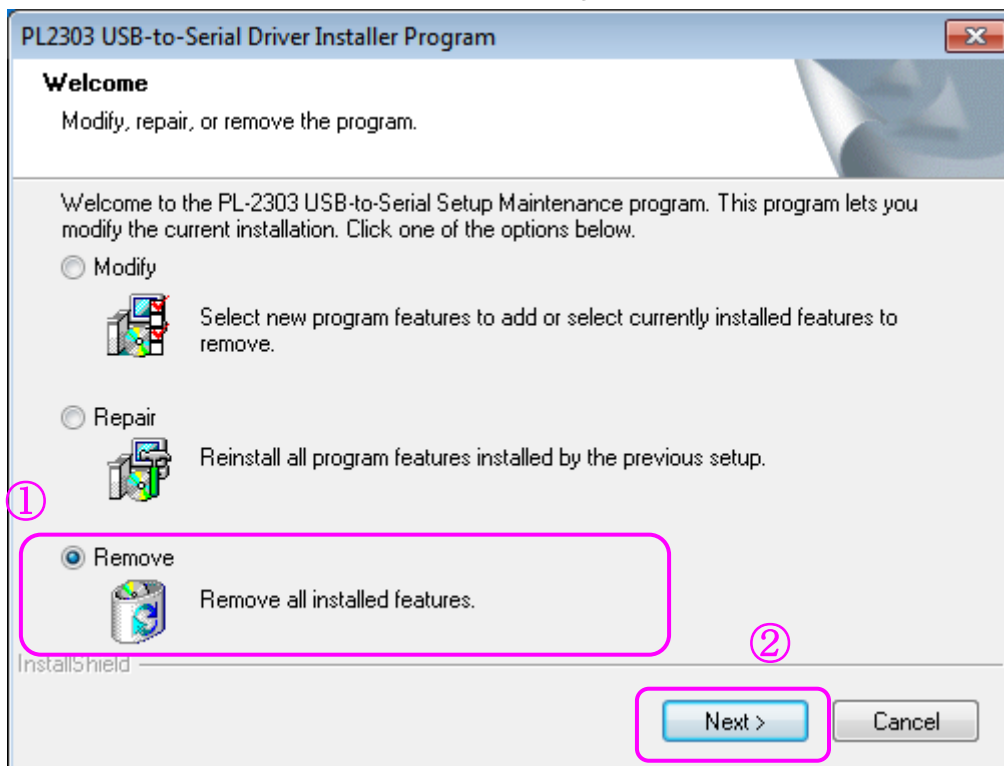 PL2303 USB-to-Serial Driver Installer Program
Welcome
Modify, repair, or remove the program.
Welcome to the PL-2303 USB-to-Serial Setup Maintenance program. This program lets you
modify the current installation. Click one of the options below.
Modify
Select new program features to add or select currently installed features to
remove.
Repair
Reinstall all program features installed by the previous setup.
①
Remove
Remove all installed features.
②
InstallShield
Next >
Cancel